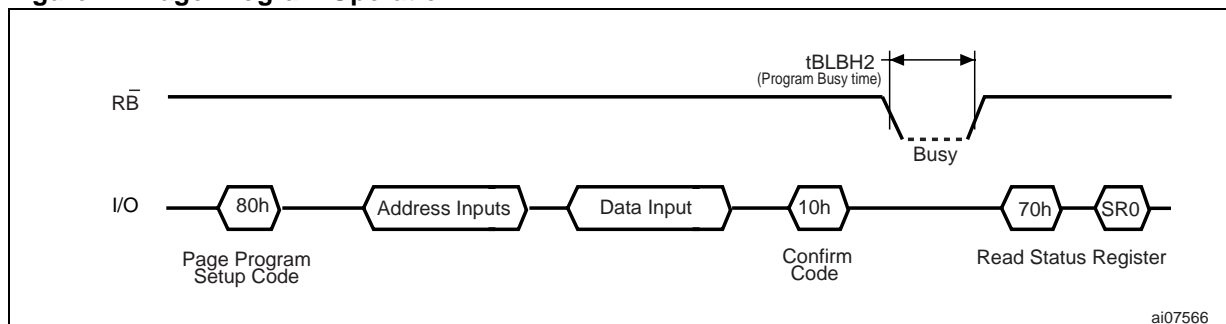 tBLBH2
(Program Busy time)
RB̅
Busy
I/O
80h
Address Inputs
Data Input
10h
70h
SR0
Page Program
Setup Code
Confirm
Code
Read Status Register
ai07566